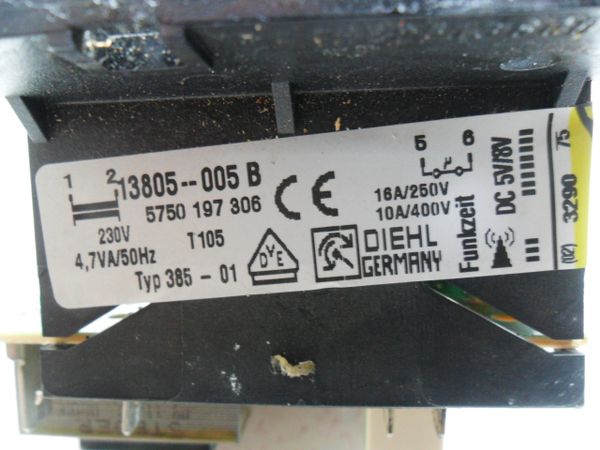 1 2
13805--005 B
5750 197 306
230V
4,7VA/50Hz
T105
Typ 385 - 01
CE
DVE
DIEHL
GERMANY
5 6
16A/250V
10A/400V
Funkzeit
DC 5V/8V
(02) 3290 75